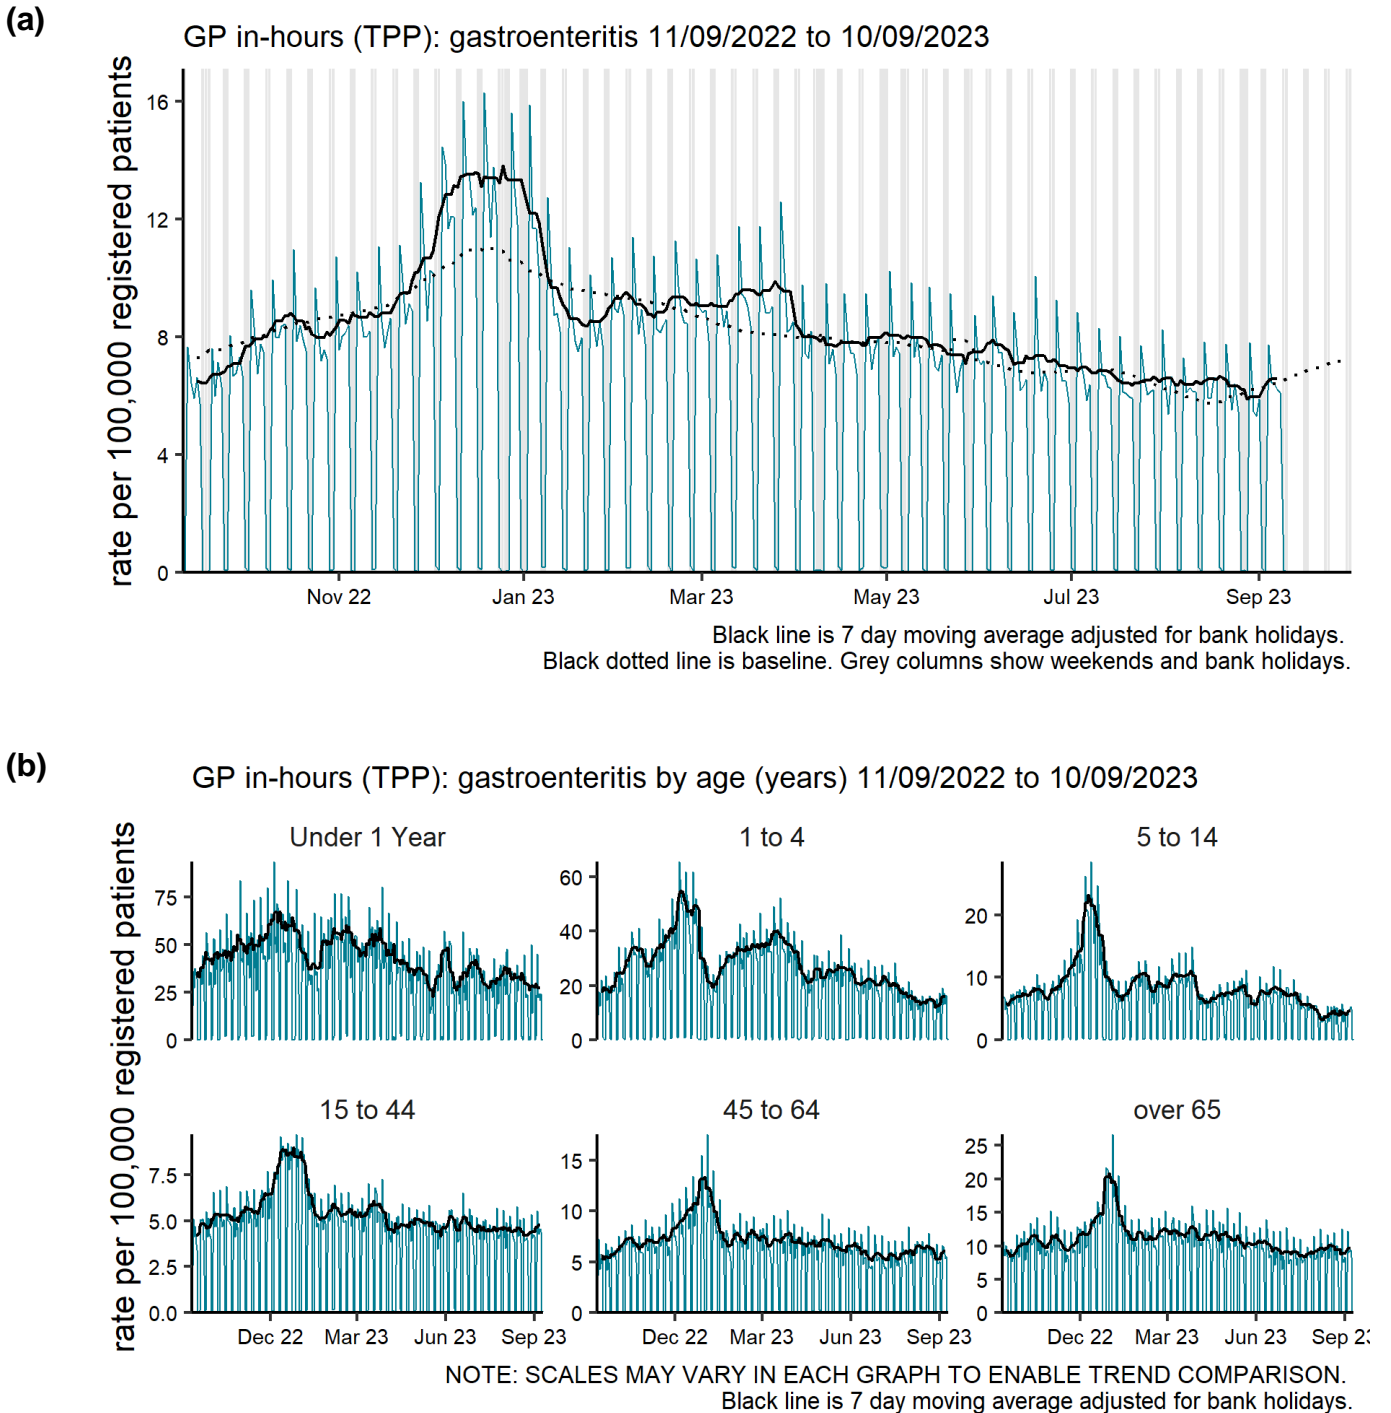 (a)
GP in-hours (TPP): gastroenteritis 11/09/2022 to 10/09/2023
rate per 100,000 registered patients
16
12
8
4
0
Nov 22 Jan 23 Mar 23 May 23 Jul 23 Sep 23
Black line is 7 day moving average adjusted for bank holidays.
Black dotted line is baseline. Grey columns show weekends and bank holidays.
(b)
GP in-hours (TPP): gastroenteritis by age (years) 11/09/2022 to 10/09/2023
rate per 100,000 registered patients
Under 1 Year
75
50
25
0
1 to 4
60
40
20
0
5 to 14
20
10
0
15 to 44
7.5
5.0
2.5
0.0
Dec 22 Mar 23 Jun 23 Sep 23
45 to 64
15
10
5
0
Dec 22 Mar 23 Jun 23 Sep 23
over 65
25
20
15
10
5
0
Dec 22 Mar 23 Jun 23 Sep 2
NOTE: SCALES MAY VARY IN EACH GRAPH TO ENABLE TREND COMPARISON.
Black line is 7 day moving average adjusted for bank holidays.